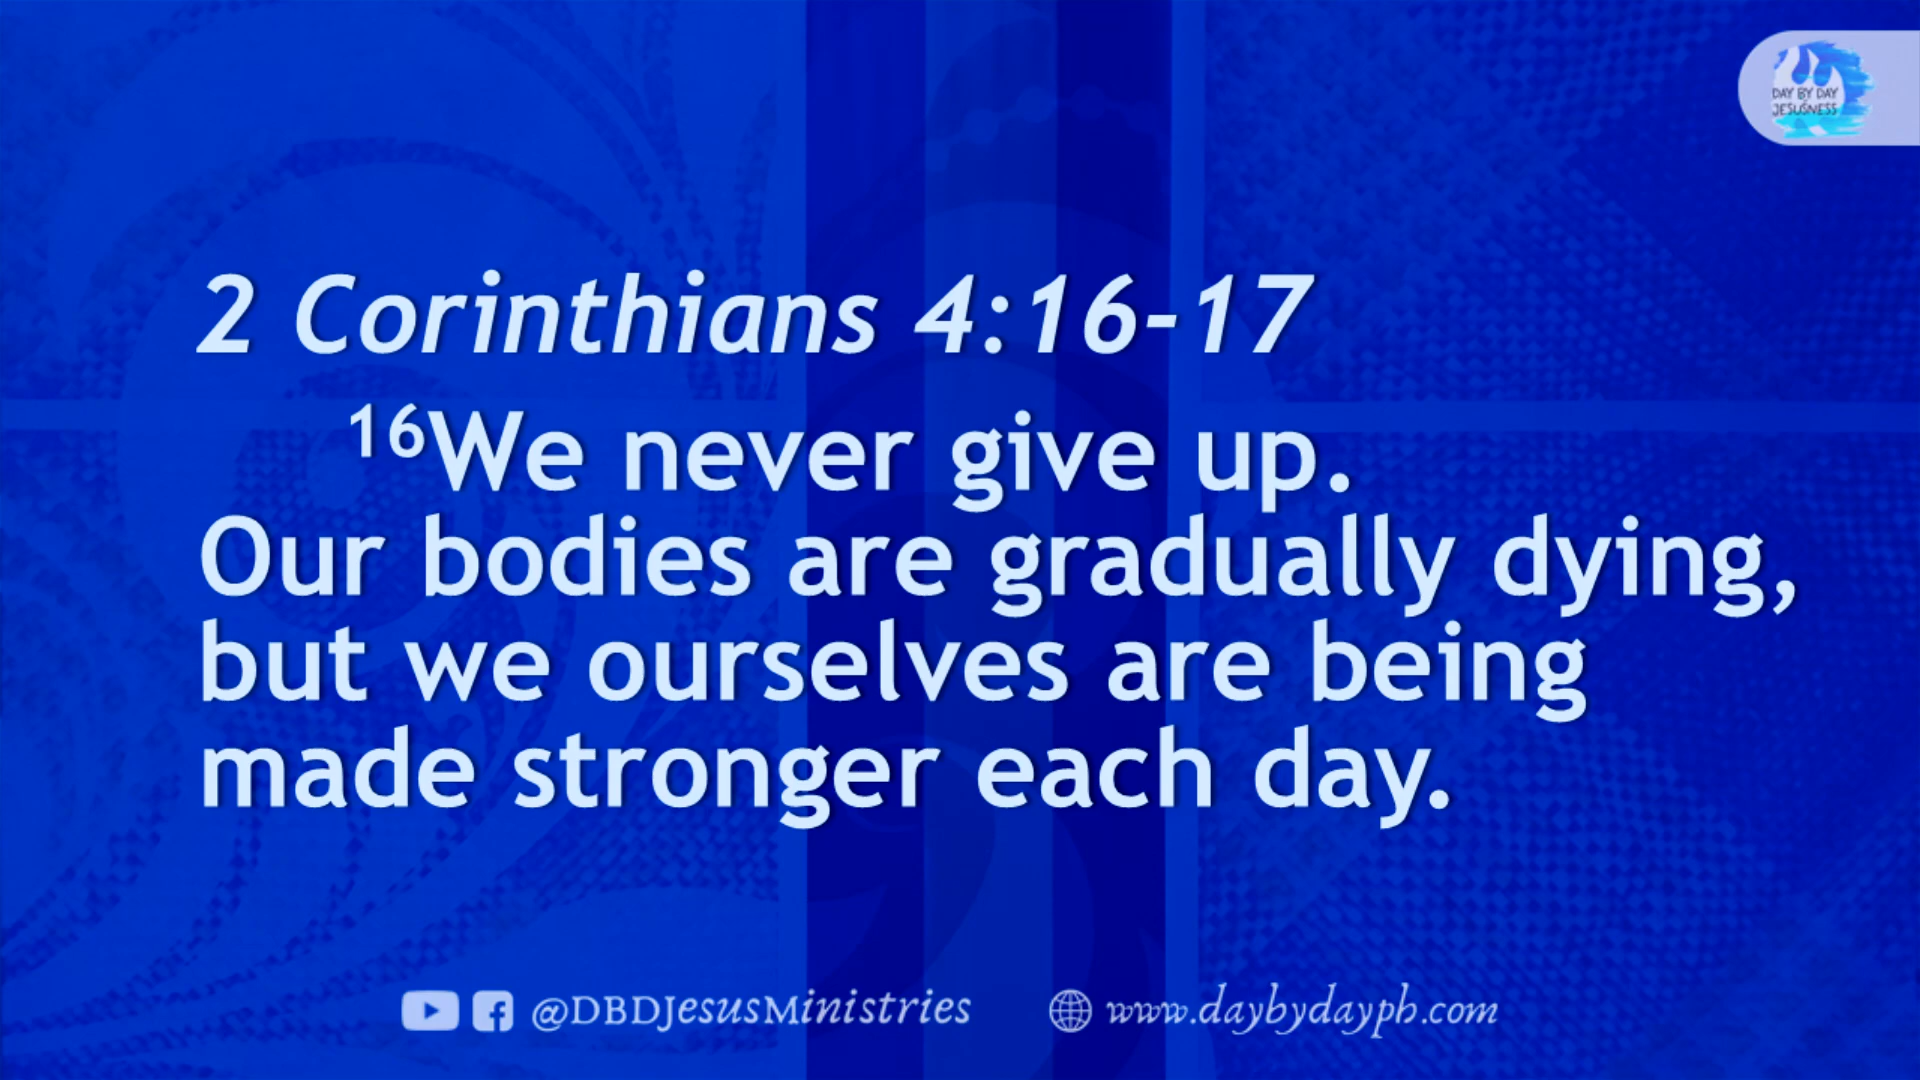 DAY BY DAY
JESUSNESS
2 Corinthians 4:16-17
16We never give up.
Our bodies are gradually dying,
but we ourselves are being
made stronger each day.
@DBDJesusMinistries www.daybydayph.com